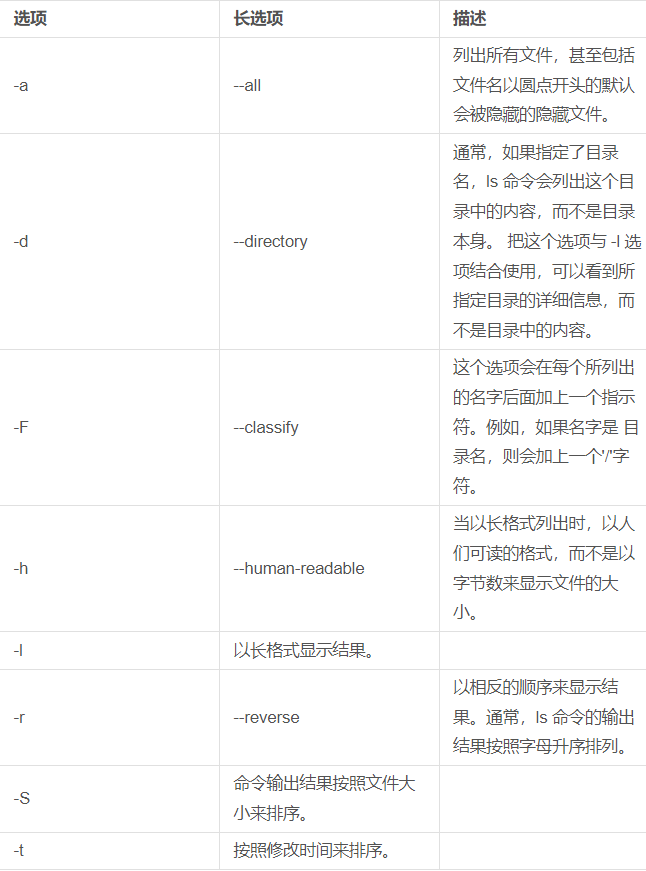 选项 长选项 描述
-a --all 列出所有文件，甚至包括
文件名以圆点开头的默认
会被隐藏的隐藏文件。
-d --directory 通常，如果指定了目录
名，ls 命令会列出这个目
录中的内容，而不是目录
本身。 把这个选项与 -l 选
项结合使用，可以看到所
指定目录的详细信息，而
不是目录中的内容。
-F --classify 这个选项会在每个所列出
的名字后面加上一个指示
符。例如，如果名字是 目
录名，则会加上一个'/'字
符。
-h --human-readable 当以长格式列出时，以人
们可读的格式，而不是以
字节数来显示文件的大
小。
-l 以长格式显示结果。
-r --reverse 以相反的顺序来显示结
果。通常，ls 命令的输出
结果按照字母升序排列。
-S 命令输出结果按照文件大
小来排序。
-t 按照修改时间来排序。